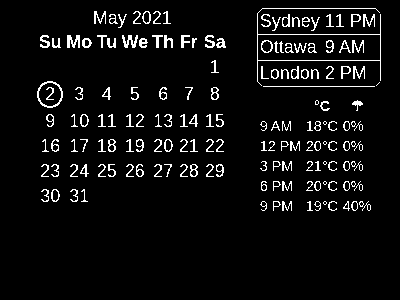 May 2021
Su Mo Tu We Th Fr Sa
1
2 3 4 5 6 7 8
9 10 11 12 13 14 15
16 17 18 19 20 21 22
23 24 25 26 27 28 29
30 31
Sydney 11 PM
Ottawa 9 AM
London 2 PM
°C ☂
9 AM 18°C 0%
12 PM 20°C 0%
3 PM 21°C 0%
6 PM 20°C 0%
9 PM 19°C 40%